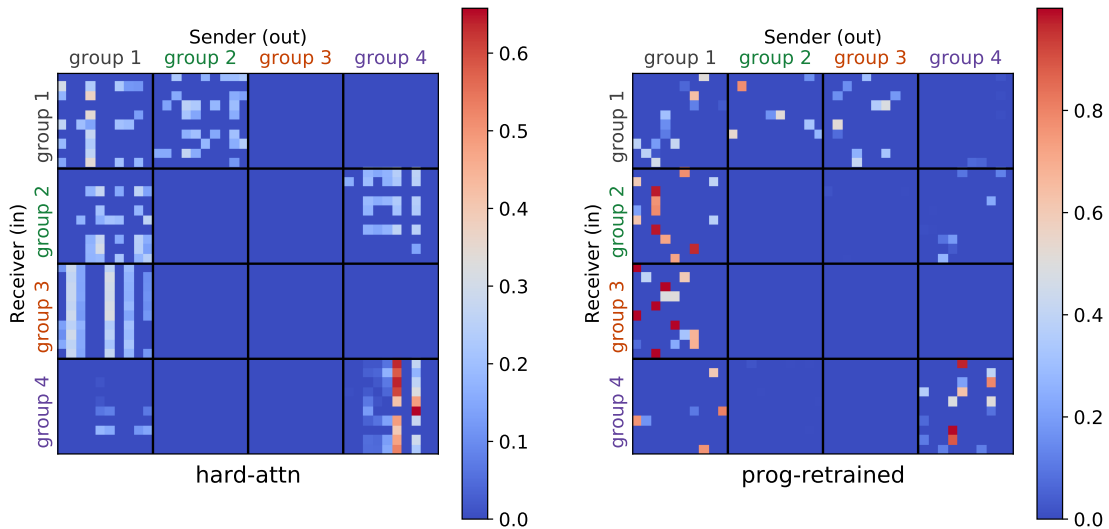 Sender (out)
group 1 group 2 group 3 group 4
Receiver (in)
group 1
group 2
group 3
group 4
hard-attn
0.6
0.5
0.4
0.3
0.2
0.1
0.0
Sender (out)
group 1 group 2 group 3 group 4
Receiver (in)
group 1
group 2
group 3
group 4
prog-retrained
0.8
0.6
0.4
0.2
0.0